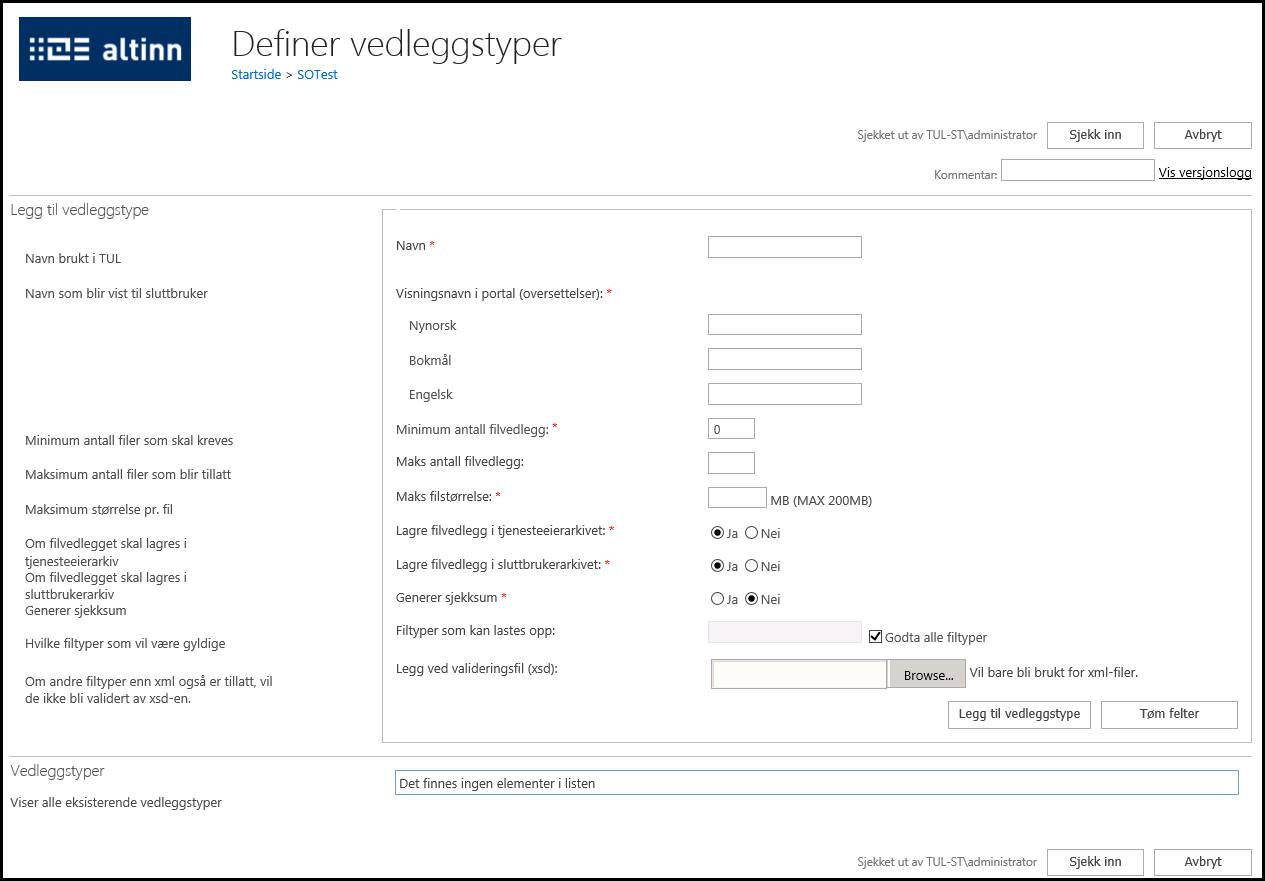 altinn
Definer vedleggstyper
Startside > SOTest
Sjekket ut av TUL-ST\administrator Sjekk inn Avbryt
Kommentar: Vis versjonslogg
Legg til vedleggstype
Navn brukt i TUL
Navn som blir vist til sluttbruker
Minimum antall filer som skal kreves
Maksimum antall filer som blir tillatt
Maksimum størrelse pr. fil
Om filvedlegget skal lagres i
tjenesteeierarkiv
Om filvedlegget skal lagres i
sluttbrukerarkiv
Generer sjekksum
Hvilke filtyper som vil være gyldige
Om andre filtyper enn xml også er tillatt, vil
de ikke bli validert av xsd-en.
Navn *
Visningsnavn i portal (oversettelser): *
Nynorsk
Bokmål
Engelsk
Minimum antall filvedlegg: * 0
Maks antall filvedlegg:
Maks filstørrelse: * MB (MAX 200MB)
Lagre filvedlegg i tjenesteeierarkivet: * Ja Nei
Lagre filvedlegg i sluttbrukerarkivet: * Ja Nei
Generer sjekksum * Ja Nei
Filtyper som kan lastes opp: Godta alle filtyper
Legg ved valideringsfil (xsd): Browse... Vil bare bli brukt for xml-filer.
Legg til vedleggstype Tøm felter
Vedleggstyper
Viser alle eksisterende vedleggstyper
Det finnes ingen elementer i listen
Sjekket ut av TUL-ST\administrator Sjekk inn Avbryt